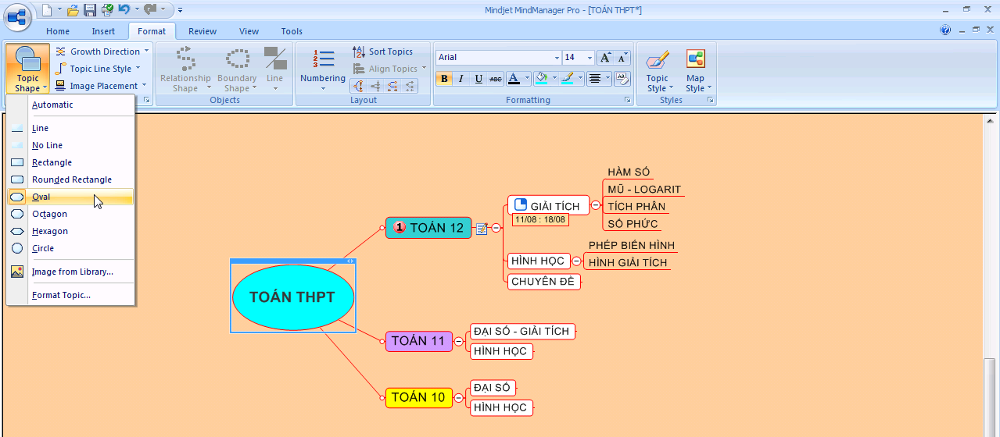 Mindjet MindManager Pro - [TOÁN THPT*]
Home Insert Format Review View Tools
Topic Shape
Growth Direction
Topic Line Style
Image Placement
Relationship Shape
Boundary Shape
Line
Objects
Numbering
Sort Topics
Align Topics
Layout
Arial 14
B I U ABC A
Formatting
Topic Style
Map Style
Styles
Automatic
Line
No Line
Rectangle
Rounded Rectangle
Oval
Octagon
Hexagon
Circle
Image from Library...
Format Topic...
TOÁN THPT
1 TOÁN 12
GIẢI TÍCH
11/08 : 18/08
HÀM SỐ
MŨ - LOGARIT
TÍCH PHÂN
SỐ PHỨC
HÌNH HỌC
PHÉP BIẾN HÌNH
HÌNH GIẢI TÍCH
CHUYÊN ĐỀ
TOÁN 11
ĐẠI SỐ - GIẢI TÍCH
HÌNH HỌC
TOÁN 10
ĐẠI SỐ
HÌNH HỌC